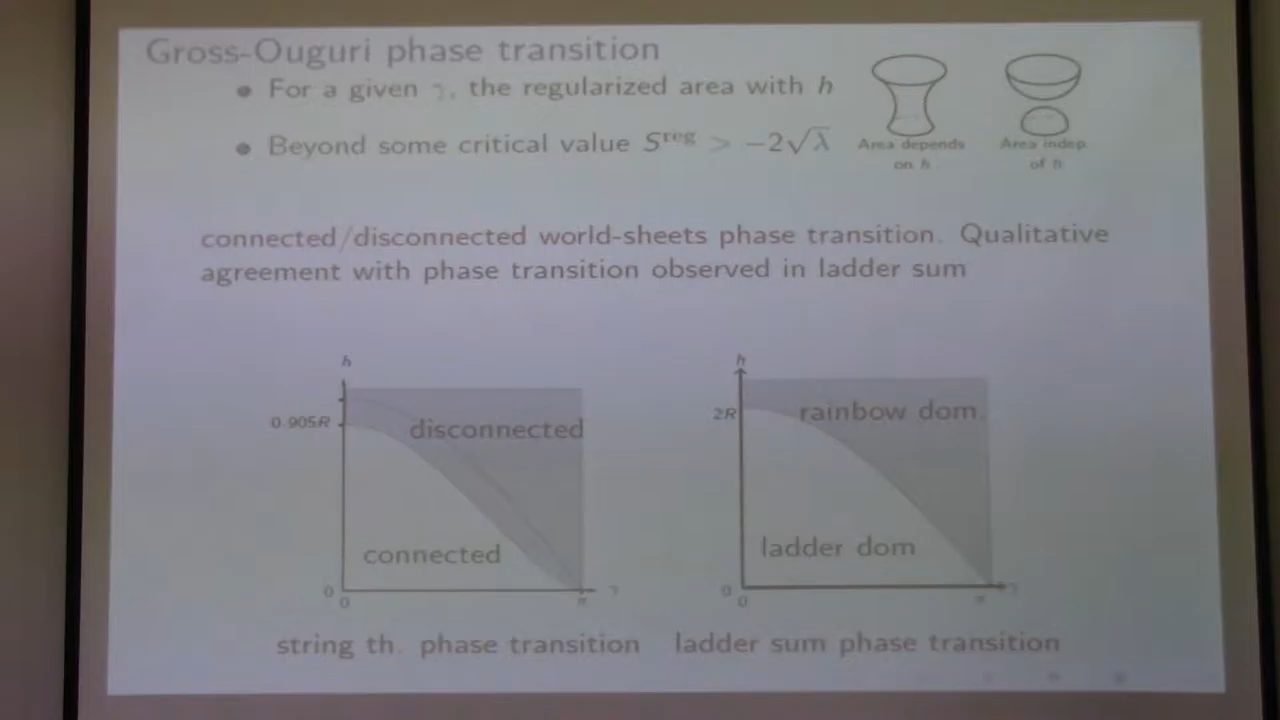 Gross-Ouguri phase transition
• For a given γ, the regularized area with h
• Beyond some critical value S^reg > −2√λ
Area depends
on h
Area indep
of h
connected/disconnected world-sheets phase transition. Qualitative
agreement with phase transition observed in ladder sum
h
0.905R
disconnected
connected
0
0
π
γ
string th. phase transition
h
2R
rainbow dom.
ladder dom
0
0
π
γ
ladder sum phase transition